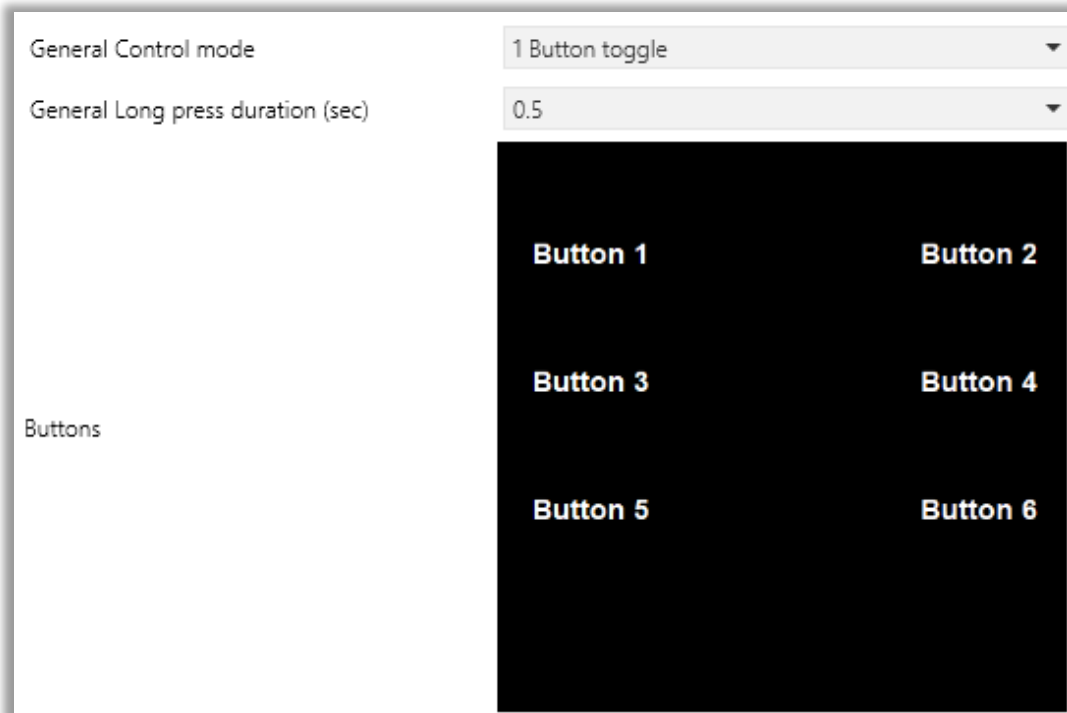 General Control mode
1 Button toggle
General Long press duration (sec)
0.5
Button 1
Button 2
Button 3
Button 4
Buttons
Button 5
Button 6